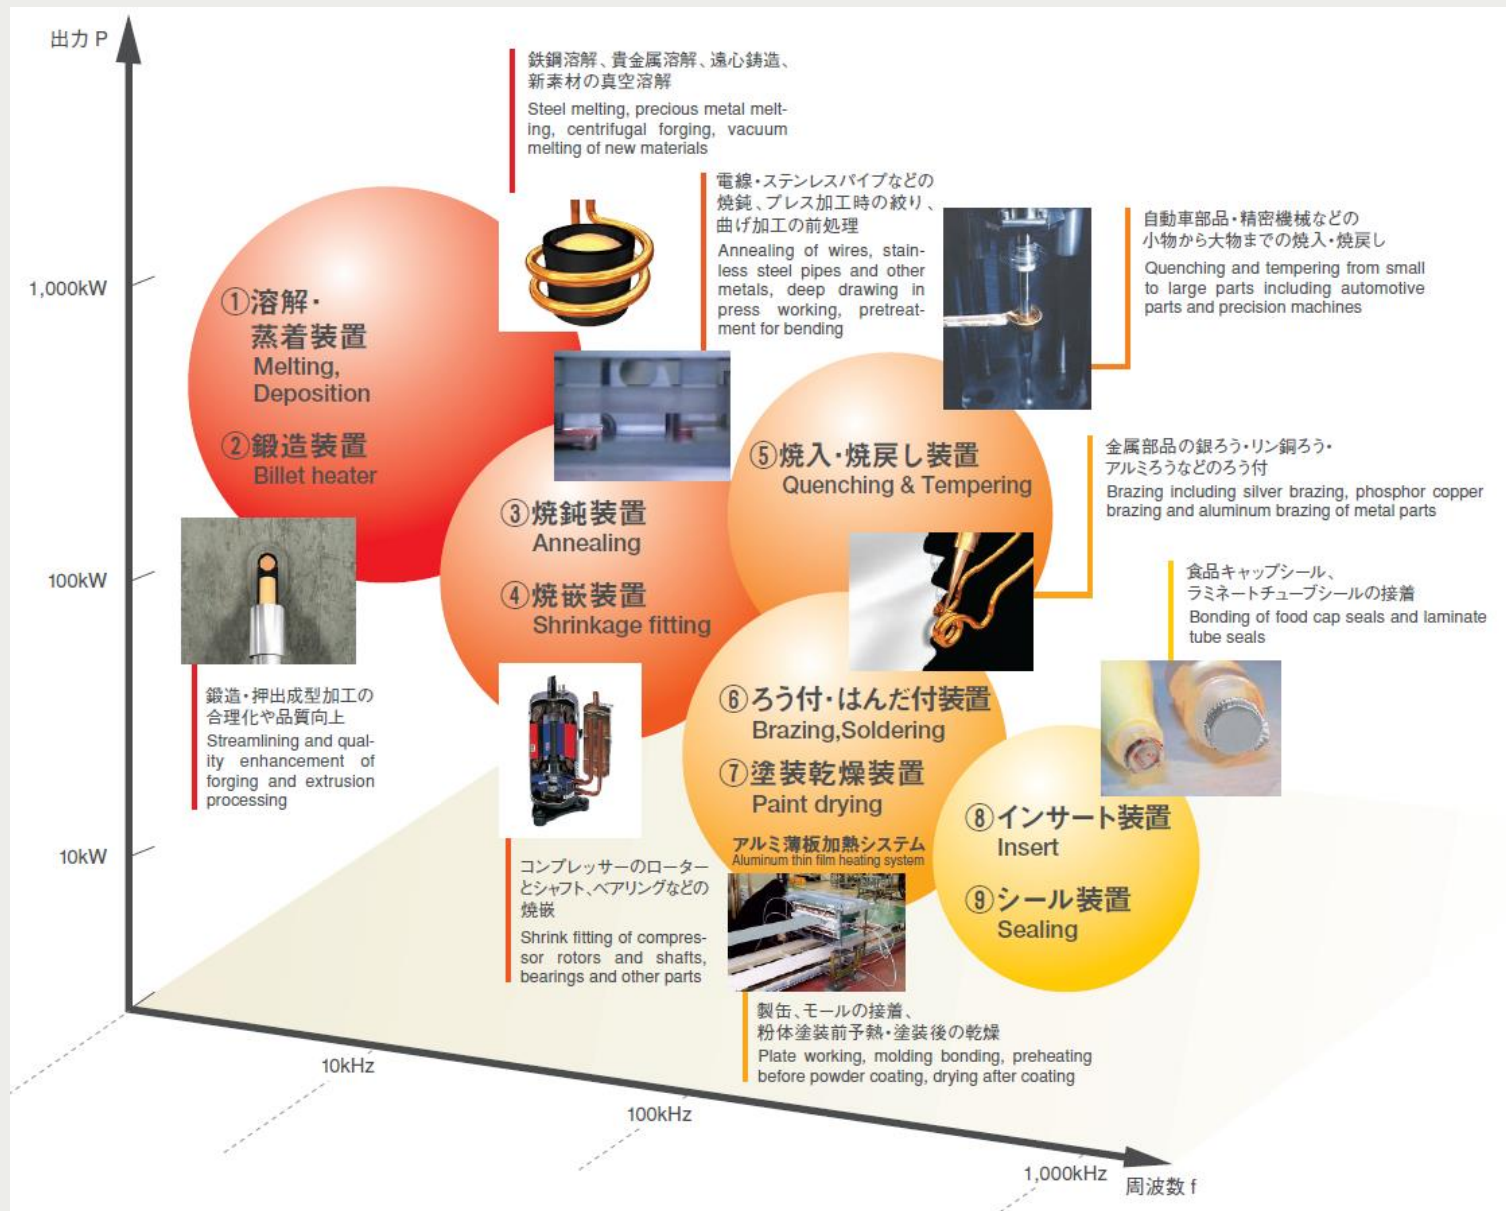 出力 P
1,000kW
100kW
10kW
10kHz
100kHz
1,000kHz
周波数 f
鉄鋼溶解、貴金属溶解、遠心鋳造、
新素材の真空溶解
Steel melting, precious metal melt-
ing, centrifugal forging, vacuum
melting of new materials
電線・ステンレスパイプなどの
焼鈍、プレス加工時の絞り、
曲げ加工の前処理
Annealing of wires, stain-
less steel pipes and other
metals, deep drawing in
press working, pretreat-
ment for bending
自動車部品・精密機械などの
小物から大物までの焼入・焼戻し
Quenching and tempering from small
to large parts including automotive
parts and precision machines
①溶解・
蒸着装置
Melting,
Deposition
②鍛造装置
Billet heater
③焼鈍装置
Annealing
④焼嵌装置
Shrinkage fitting
⑤焼入・焼戻し装置
Quenching & Tempering
金属部品の銀ろう・リン銅ろう・
アルミろうなどのろう付
Brazing including silver brazing, phosphor copper
brazing and aluminum brazing of metal parts
食品キャップシール、
ラミネートチューブシールの接着
Bonding of food cap seals and laminate
tube seals
鍛造・押出成型加工の
合理化や品質向上
Streamlining and qual-
ity enhancement of
forging and extrusion
processing
⑥ろう付・はんだ付装置
Brazing,Soldering
⑦塗装乾燥装置
Paint drying
アルミ薄板加熱システム
Aluminum thin film heating system
⑧インサート装置
Insert
⑨シール装置
Sealing
コンプレッサーのローター
とシャフト、ベアリングなどの
焼嵌
Shrink fitting of compres-
sor rotors and shafts,
bearings and other parts
製缶、モールの接着、
粉体塗装前予熱・塗装後の乾燥
Plate working, molding bonding, preheating
before powder coating, drying after coating